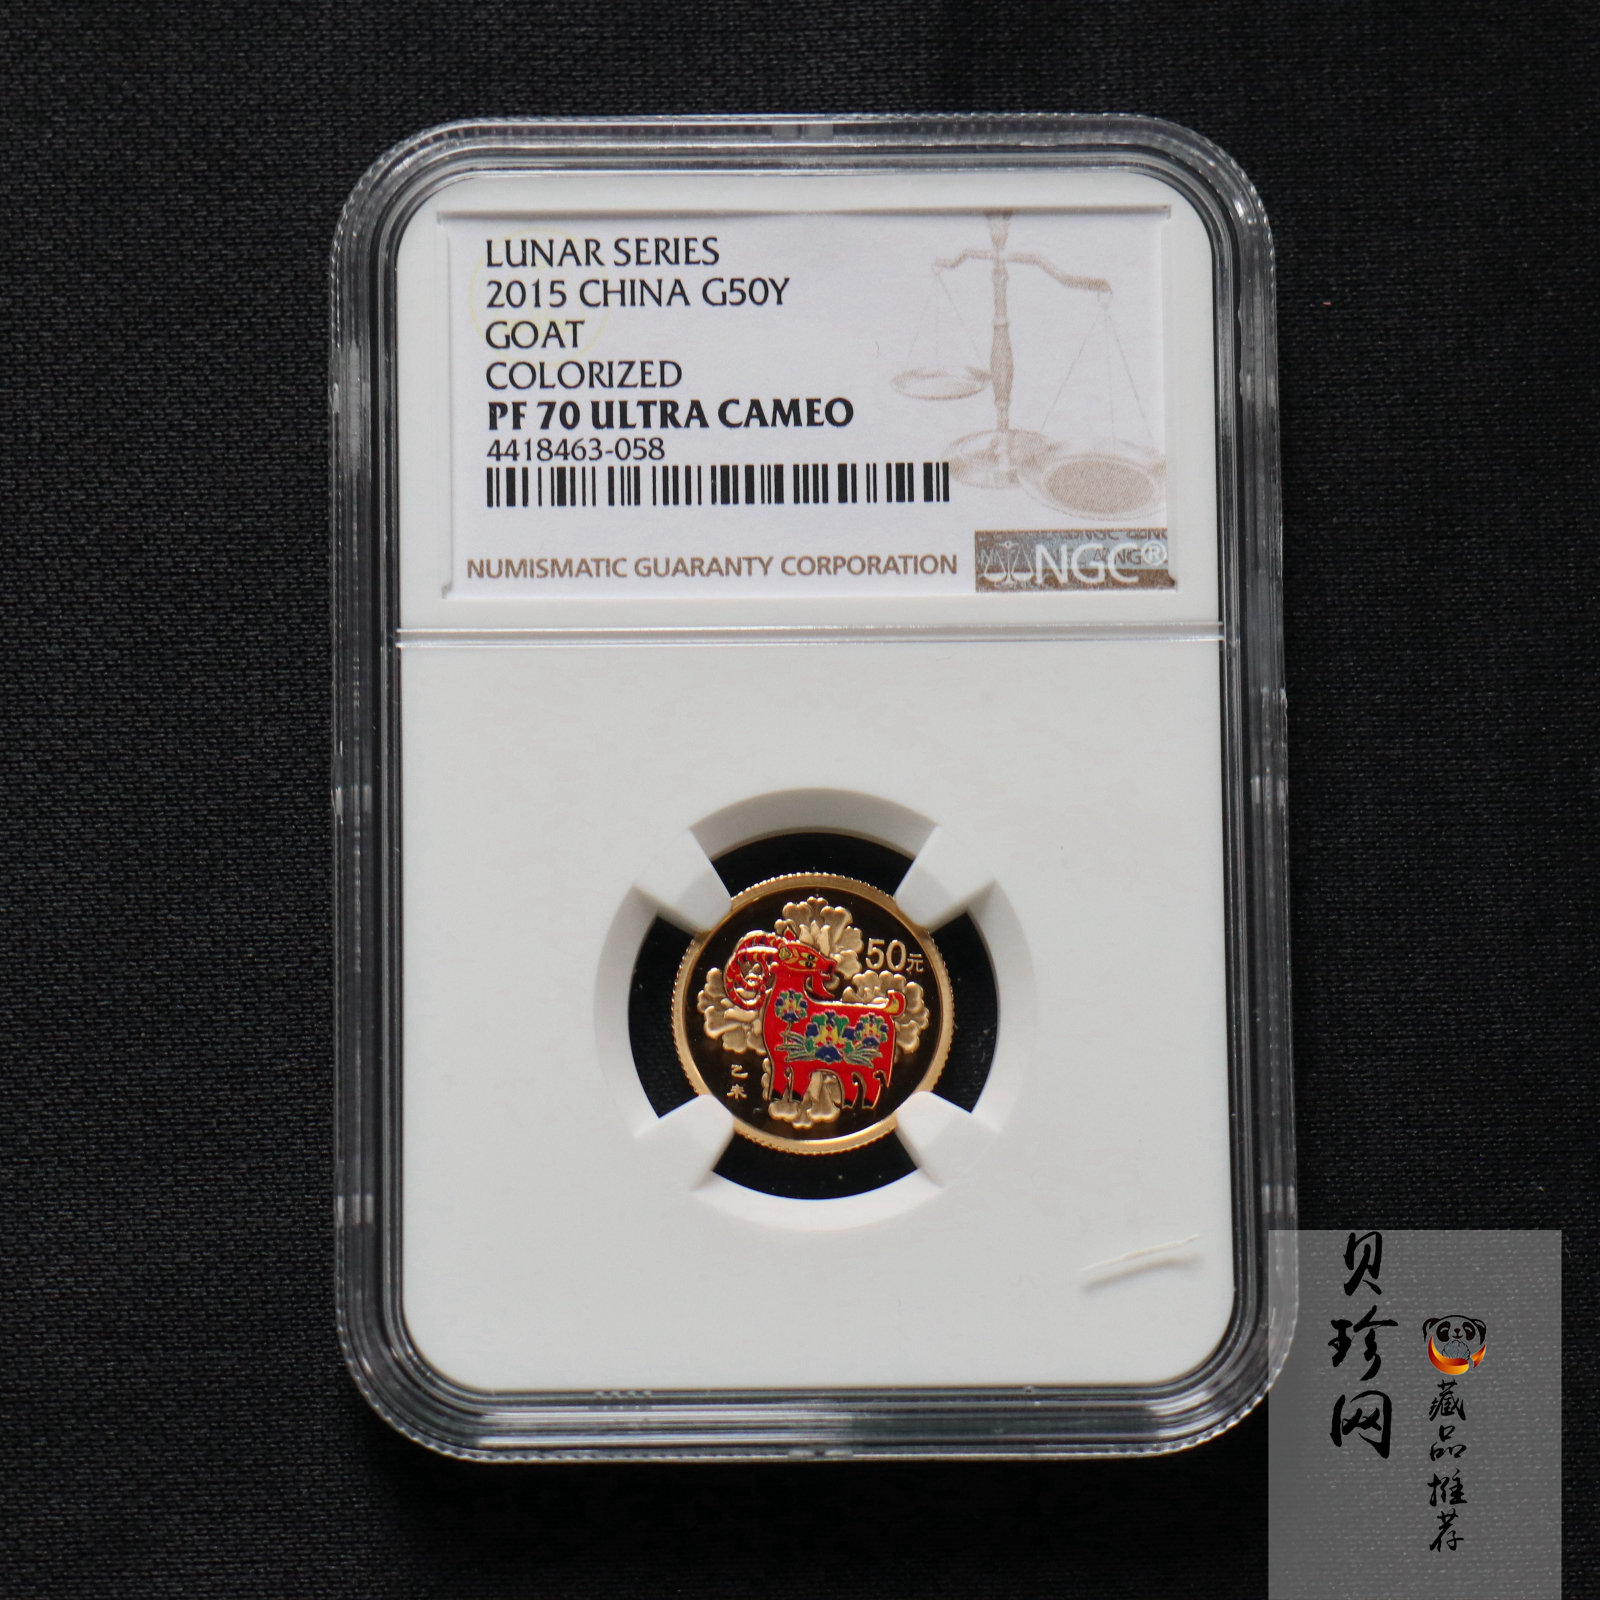 LUNAR SERIES
2015 CHINA G50Y
GOAT
COLORIZED
PF 70 ULTRA CAMEO
4418463-058
NUMISMATIC GUARANTY CORPORATION
NGC®
50元
乙未
贝珍网
藏品推荐